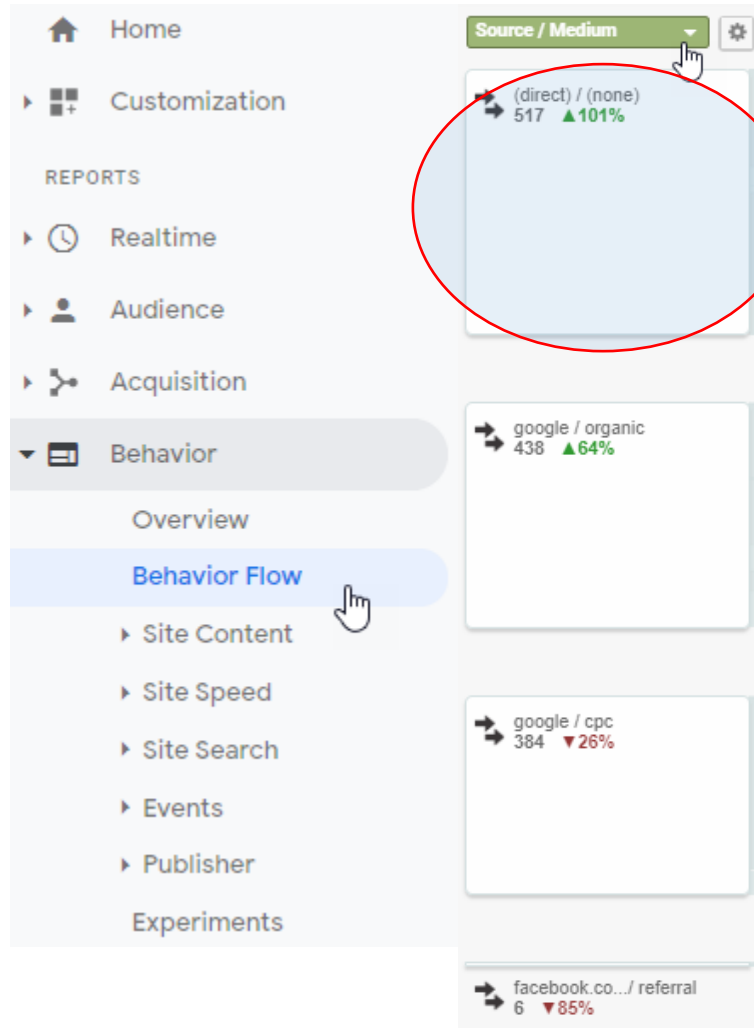 Home
Customization
REPORTS
Realtime
Audience
Acquisition
Behavior
Overview
Behavior Flow
Site Content
Site Speed
Site Search
Events
Publisher
Experiments
Source / Medium
(direct) / (none)
517 ▲101%
google / organic
438 ▲64%
google / cpc
384 ▼26%
facebook.co.../ referral
6 ▼85%